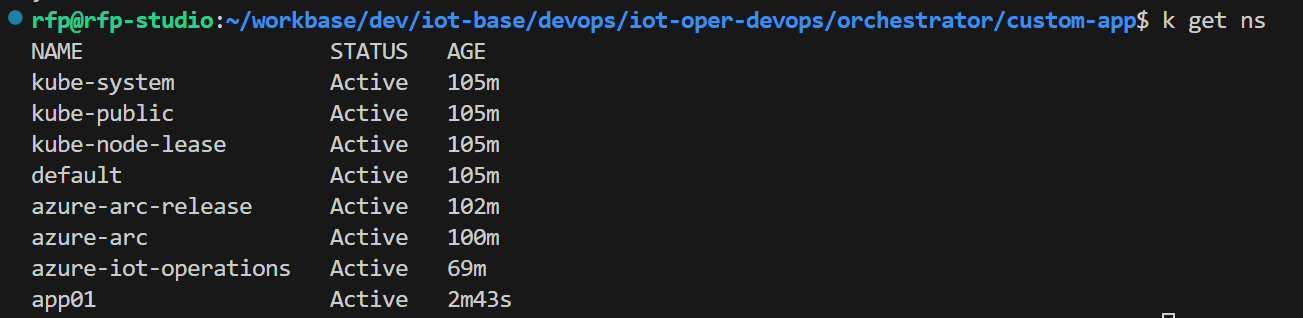 rfp@rfp-studio:~/workbase/dev/iot-base/devops/iot-oper-devops/orchestrator/custom-app$ k get ns
NAME                   STATUS   AGE
kube-system            Active   105m
kube-public            Active   105m
kube-node-lease        Active   105m
default                Active   105m
azure-arc-release      Active   102m
azure-arc              Active   100m
azure-iot-operations   Active   69m
app01                  Active   2m43s